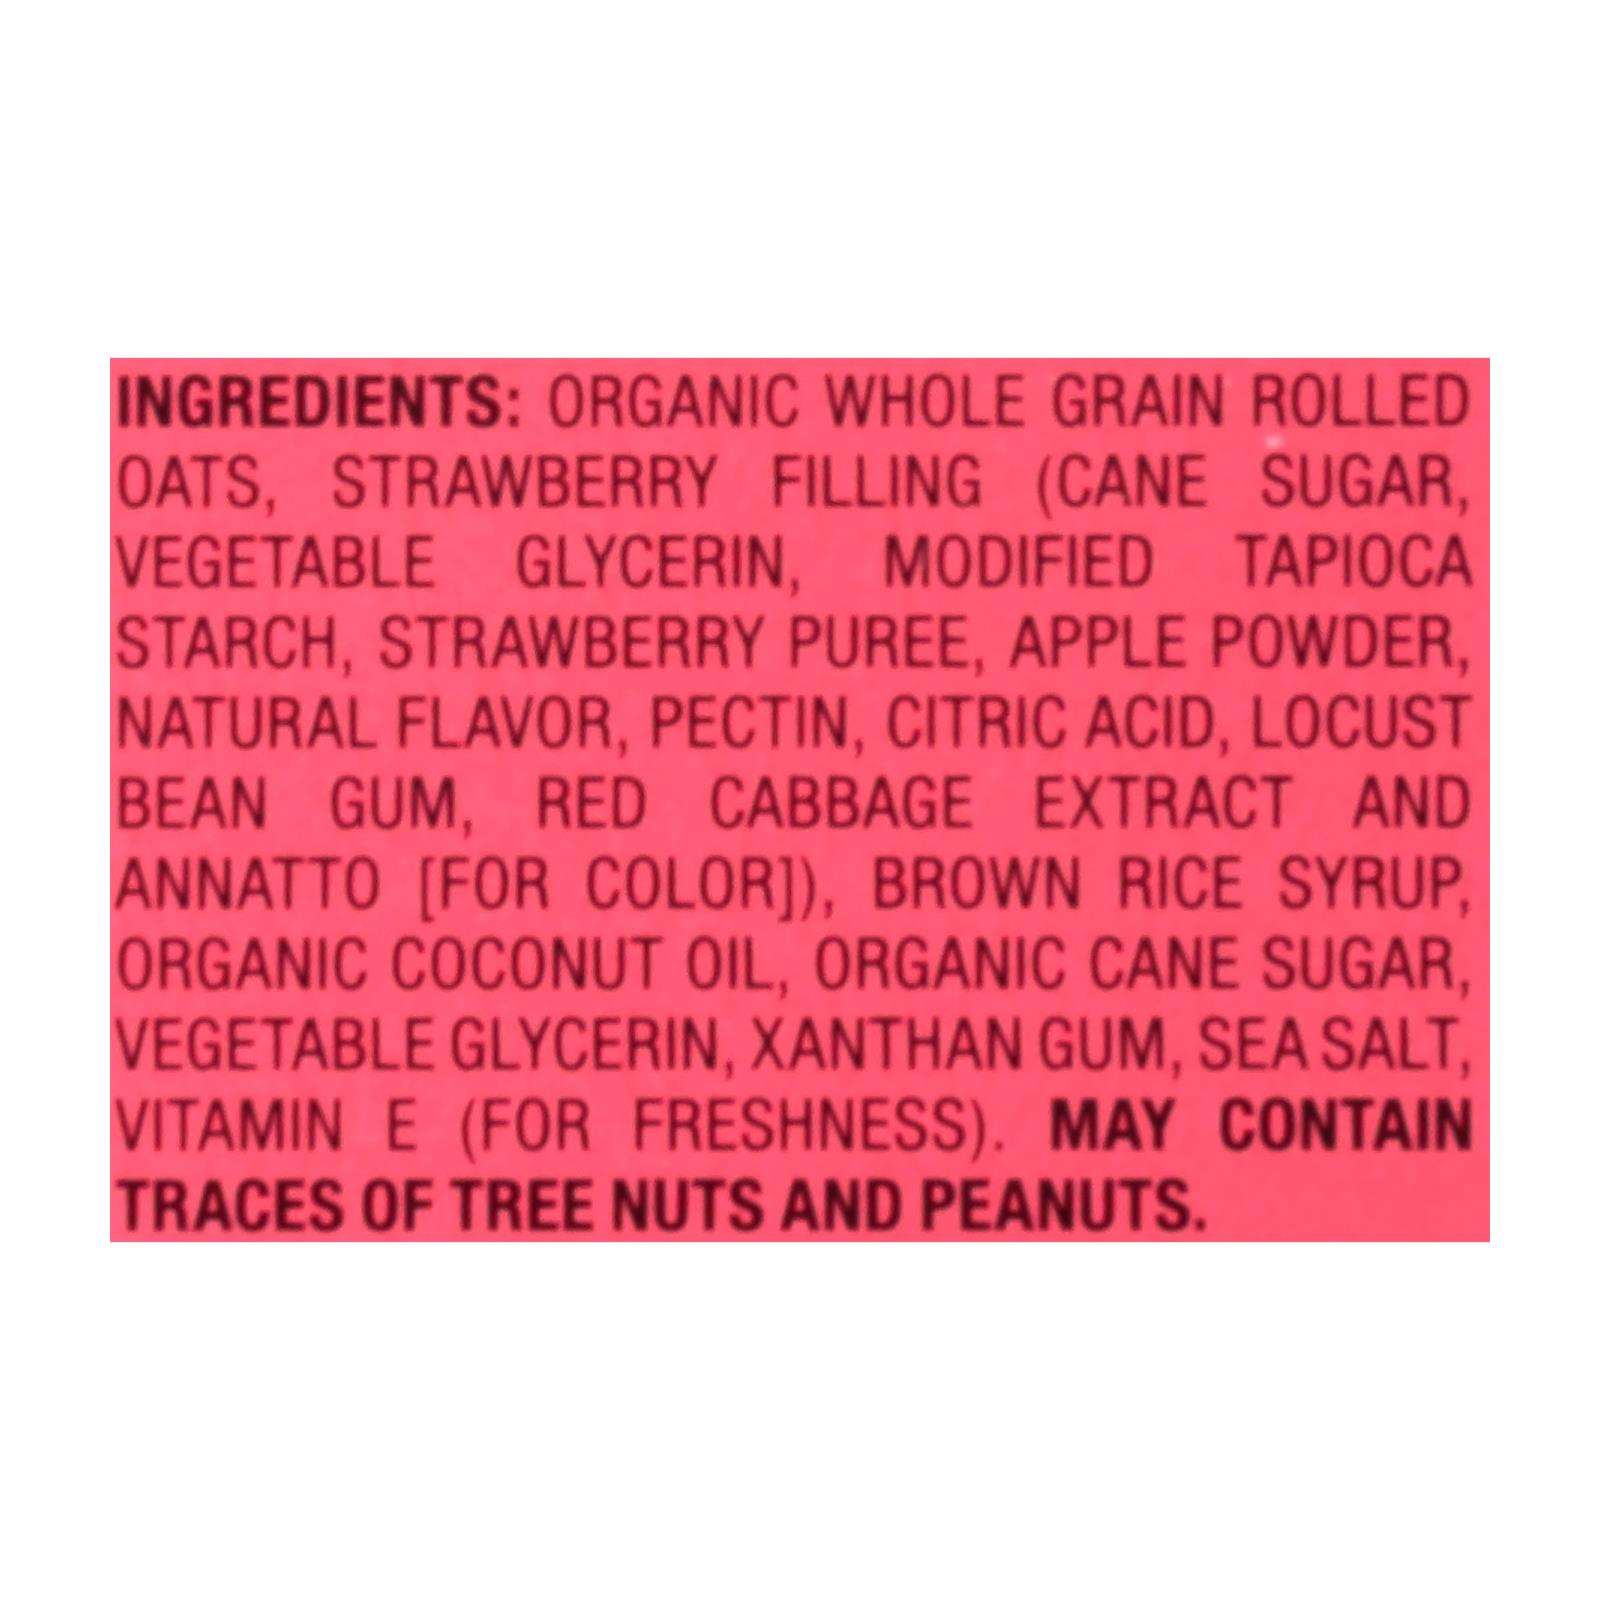 INGREDIENTS: ORGANIC WHOLE GRAIN ROLLED
OATS, STRAWBERRY FILLING (CANE SUGAR,
VEGETABLE GLYCERIN, MODIFIED TAPIOCA
STARCH, STRAWBERRY PUREE, APPLE POWDER,
NATURAL FLAVOR, PECTIN, CITRIC ACID, LOCUST
BEAN GUM, RED CABBAGE EXTRACT AND
ANNATTO [FOR COLOR]), BROWN RICE SYRUP,
ORGANIC COCONUT OIL, ORGANIC CANE SUGAR,
VEGETABLE GLYCERIN, XANTHAN GUM, SEA SALT,
VITAMIN E (FOR FRESHNESS). MAY CONTAIN
TRACES OF TREE NUTS AND PEANUTS.